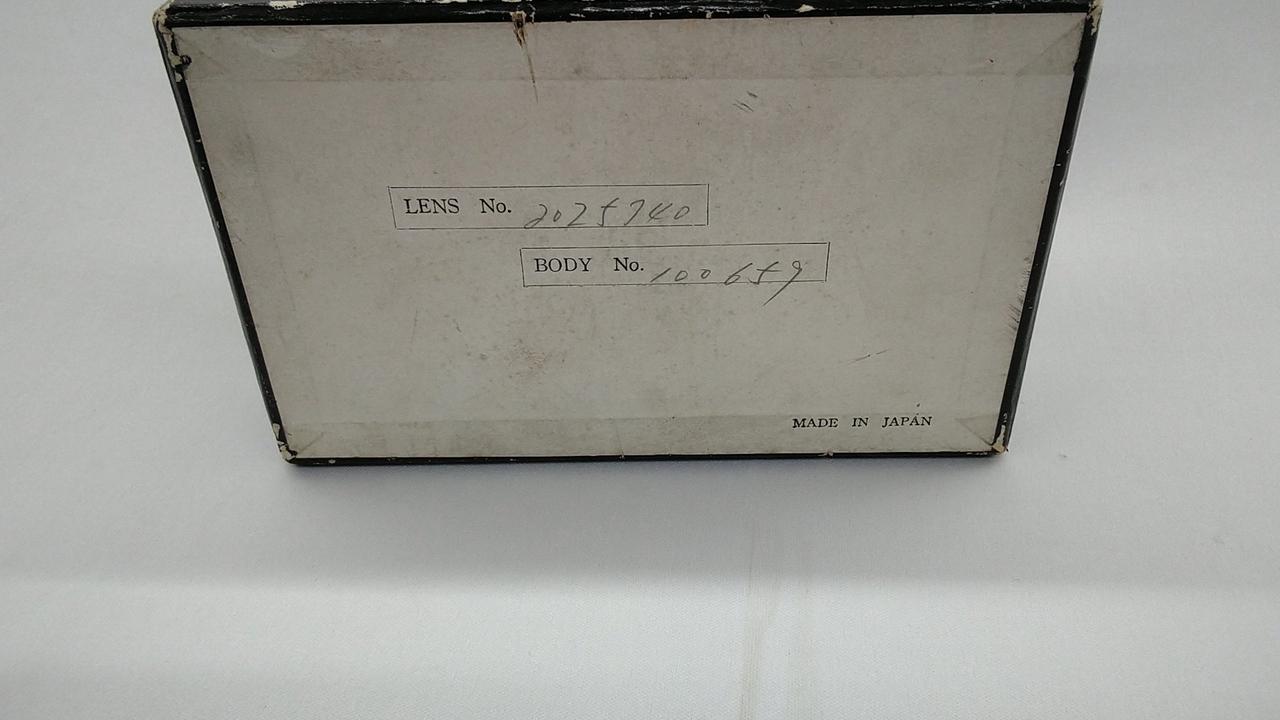 LENS No. 2025740
BODY No. 100659
MADE IN JAPAN